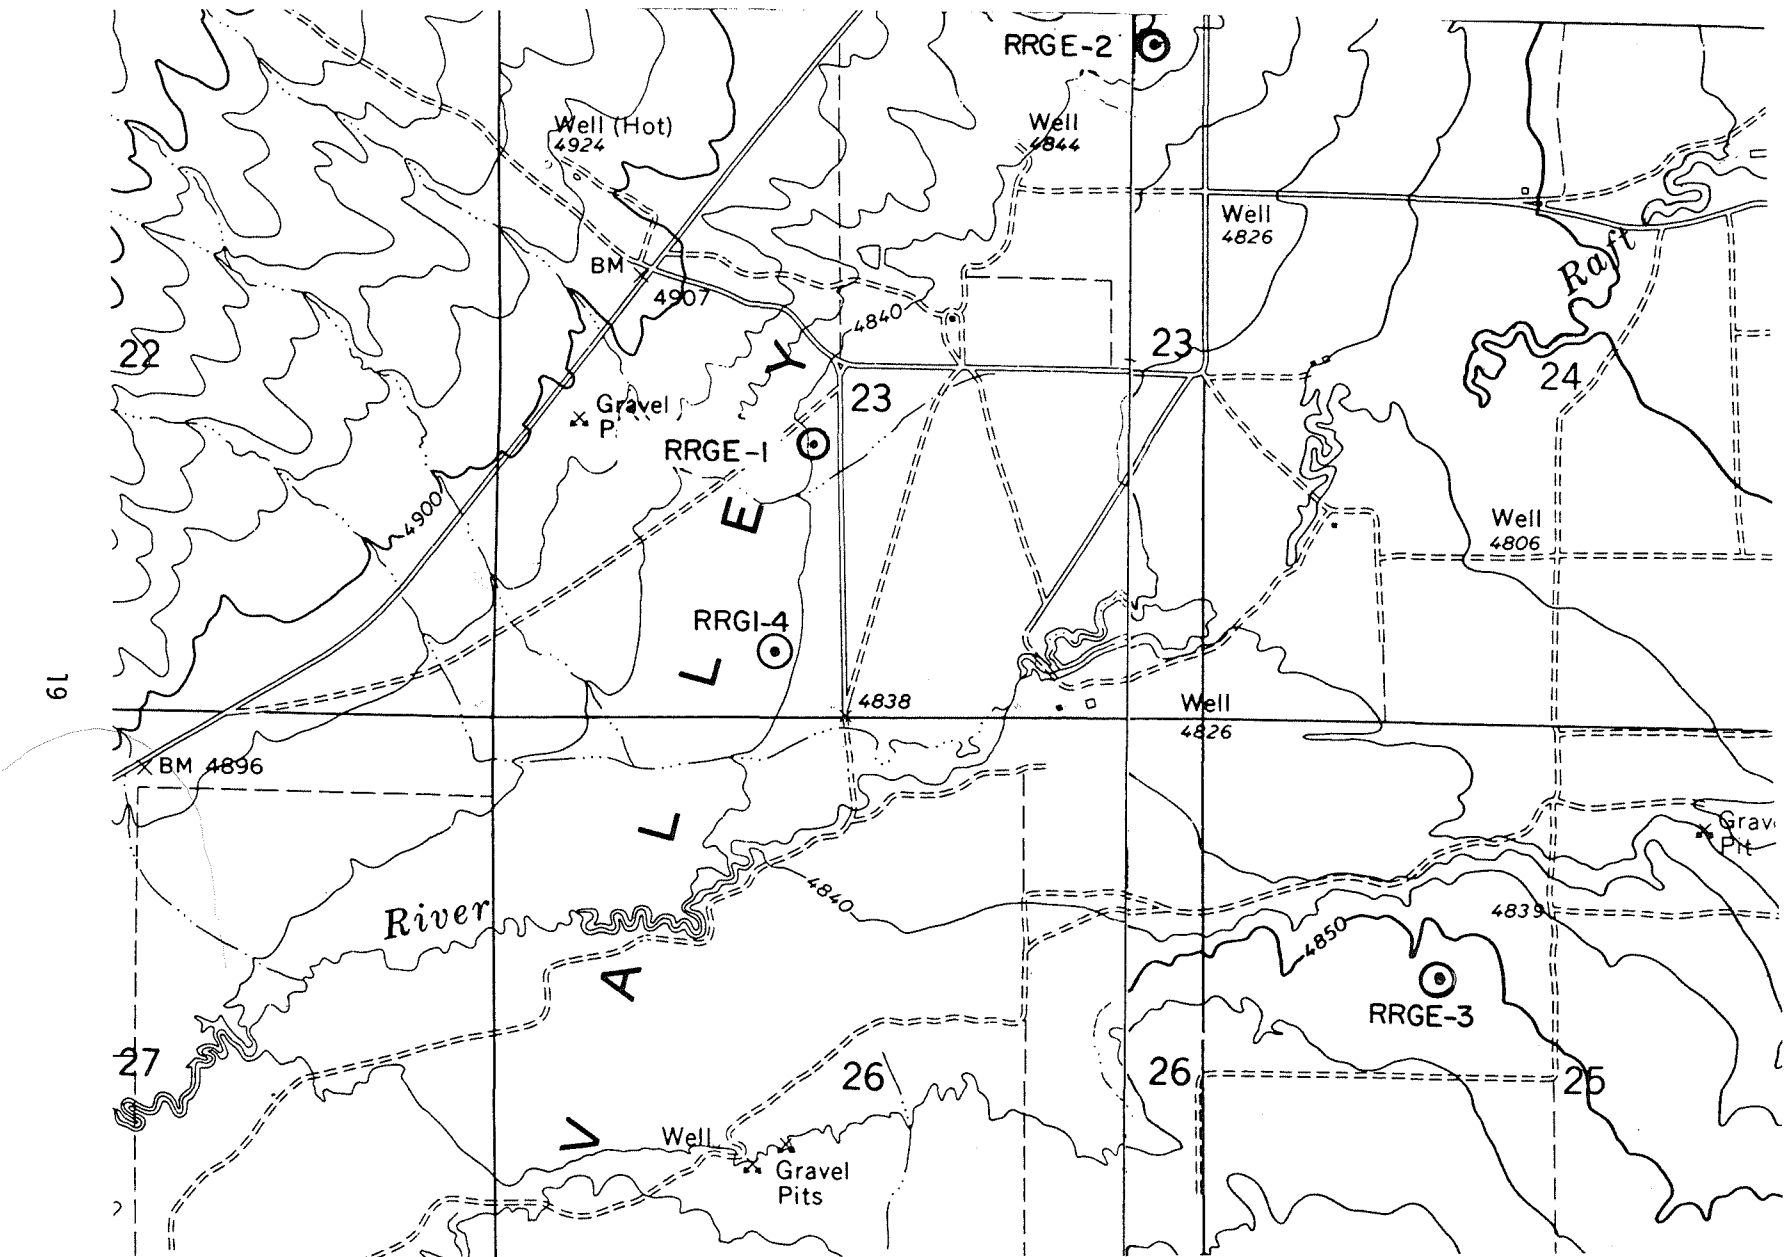 RRGE-2
Well (Hot)
4924
Well
4844
Well
4826
BM
4907
Raft
4840
22
23
24
Y
23
Gravel
P
RRGE-1
4900
E
Well
4806
RRGI-4
L
19
4838
Well
4826
BM 4896
L
Grav
Pit
4840
River
4839
4850
A
RRGE-3
27
26
26
25
V
Well
Gravel
Pits